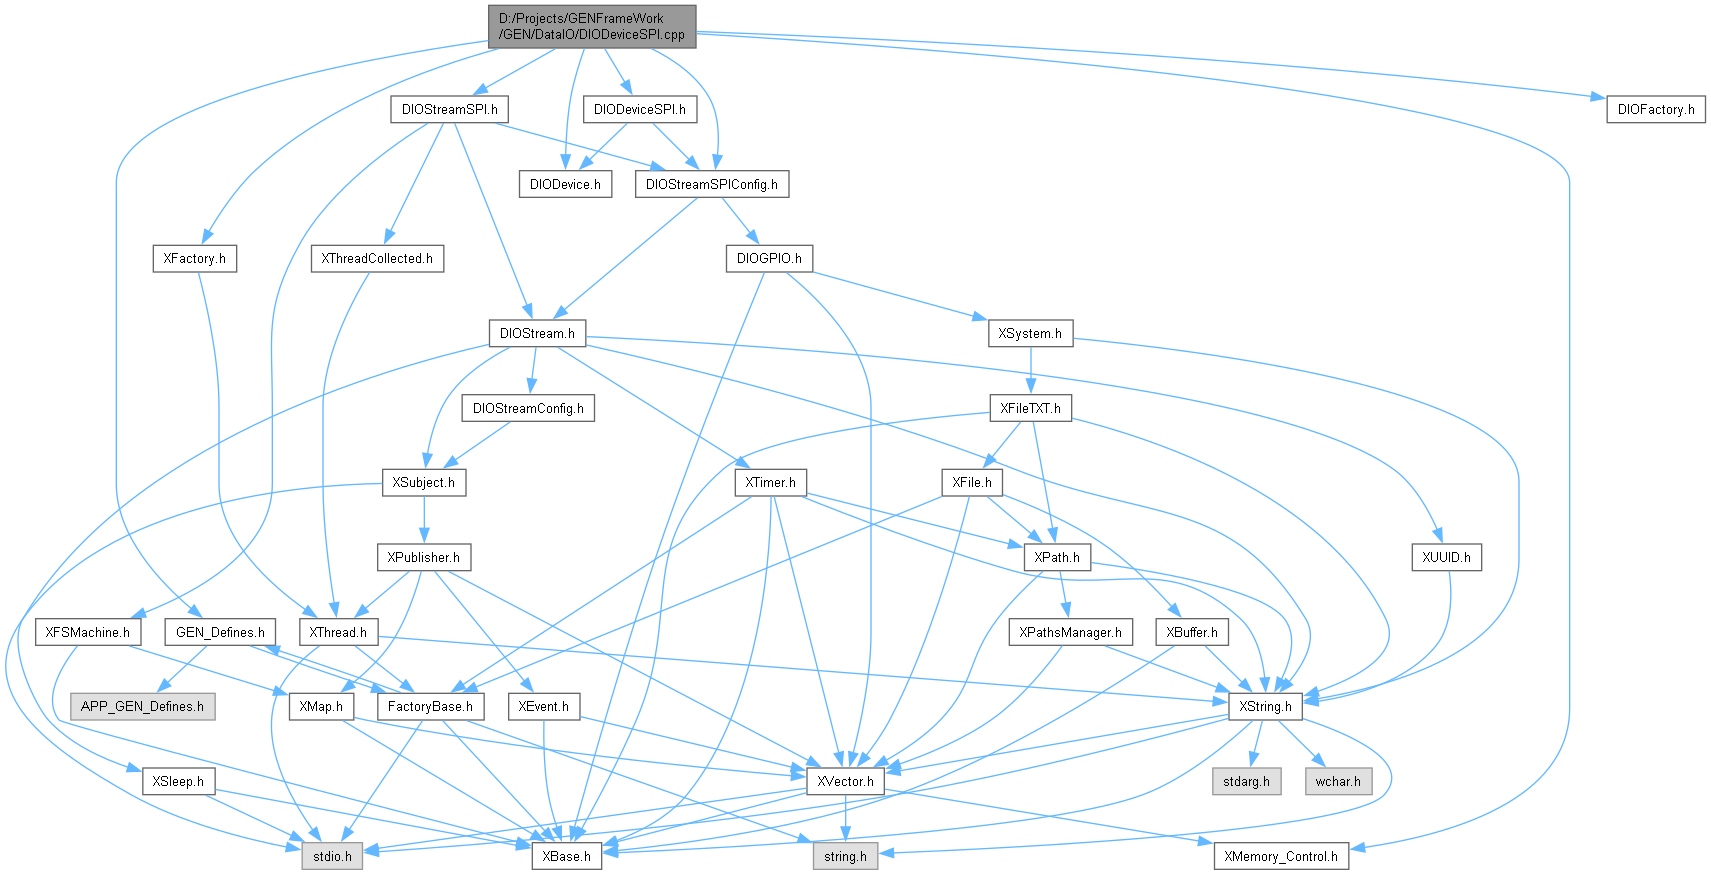 D:/Projects/GENFrameWork
/GEN/DataIO/DIODeviceSPI.cpp
DIOStreamSPI.h
DIODeviceSPI.h
DIOFactory.h
DIODevice.h
DIOStreamSPIConfig.h
XFactory.h
XThreadCollected.h
DIOGPIO.h
DIOStream.h
XSystem.h
DIOStreamConfig.h
XFileTXT.h
XSubject.h
XTimer.h
XFile.h
XPublisher.h
XPath.h
XUUID.h
XFSMachine.h
GEN_Defines.h
XThread.h
XPathsManager.h
XBuffer.h
APP_GEN_Defines.h
XMap.h
FactoryBase.h
XEvent.h
XString.h
XSleep.h
XVector.h
stdarg.h
wchar.h
stdio.h
XBase.h
string.h
XMemory_Control.h